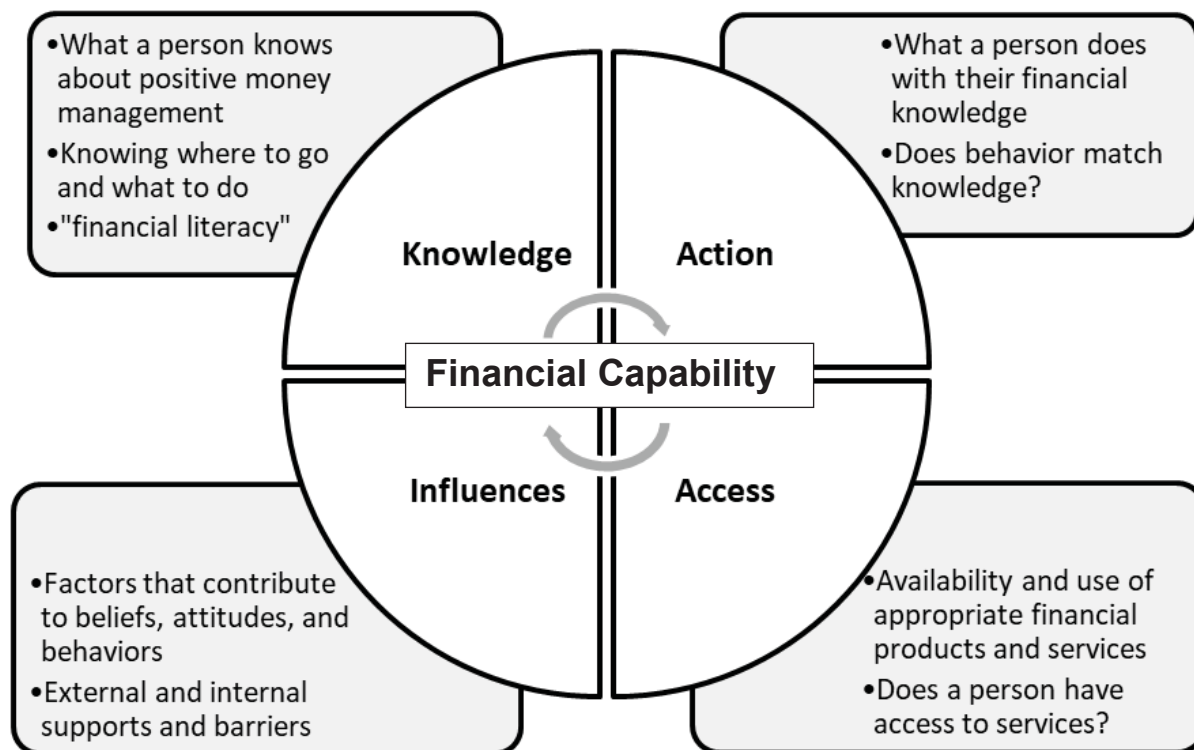 •What a person knows
about positive money
management
•Knowing where to go
and what to do
•"financial literacy"
•What a person does
with their financial
knowledge
•Does behavior match
knowledge?
Knowledge
Action
Financial Capability
Influences
Access
•Factors that contribute
to beliefs, attitudes, and
behaviors
•External and internal
supports and barriers
•Availability and use of
appropriate financial
products and services
•Does a person have
access to services?